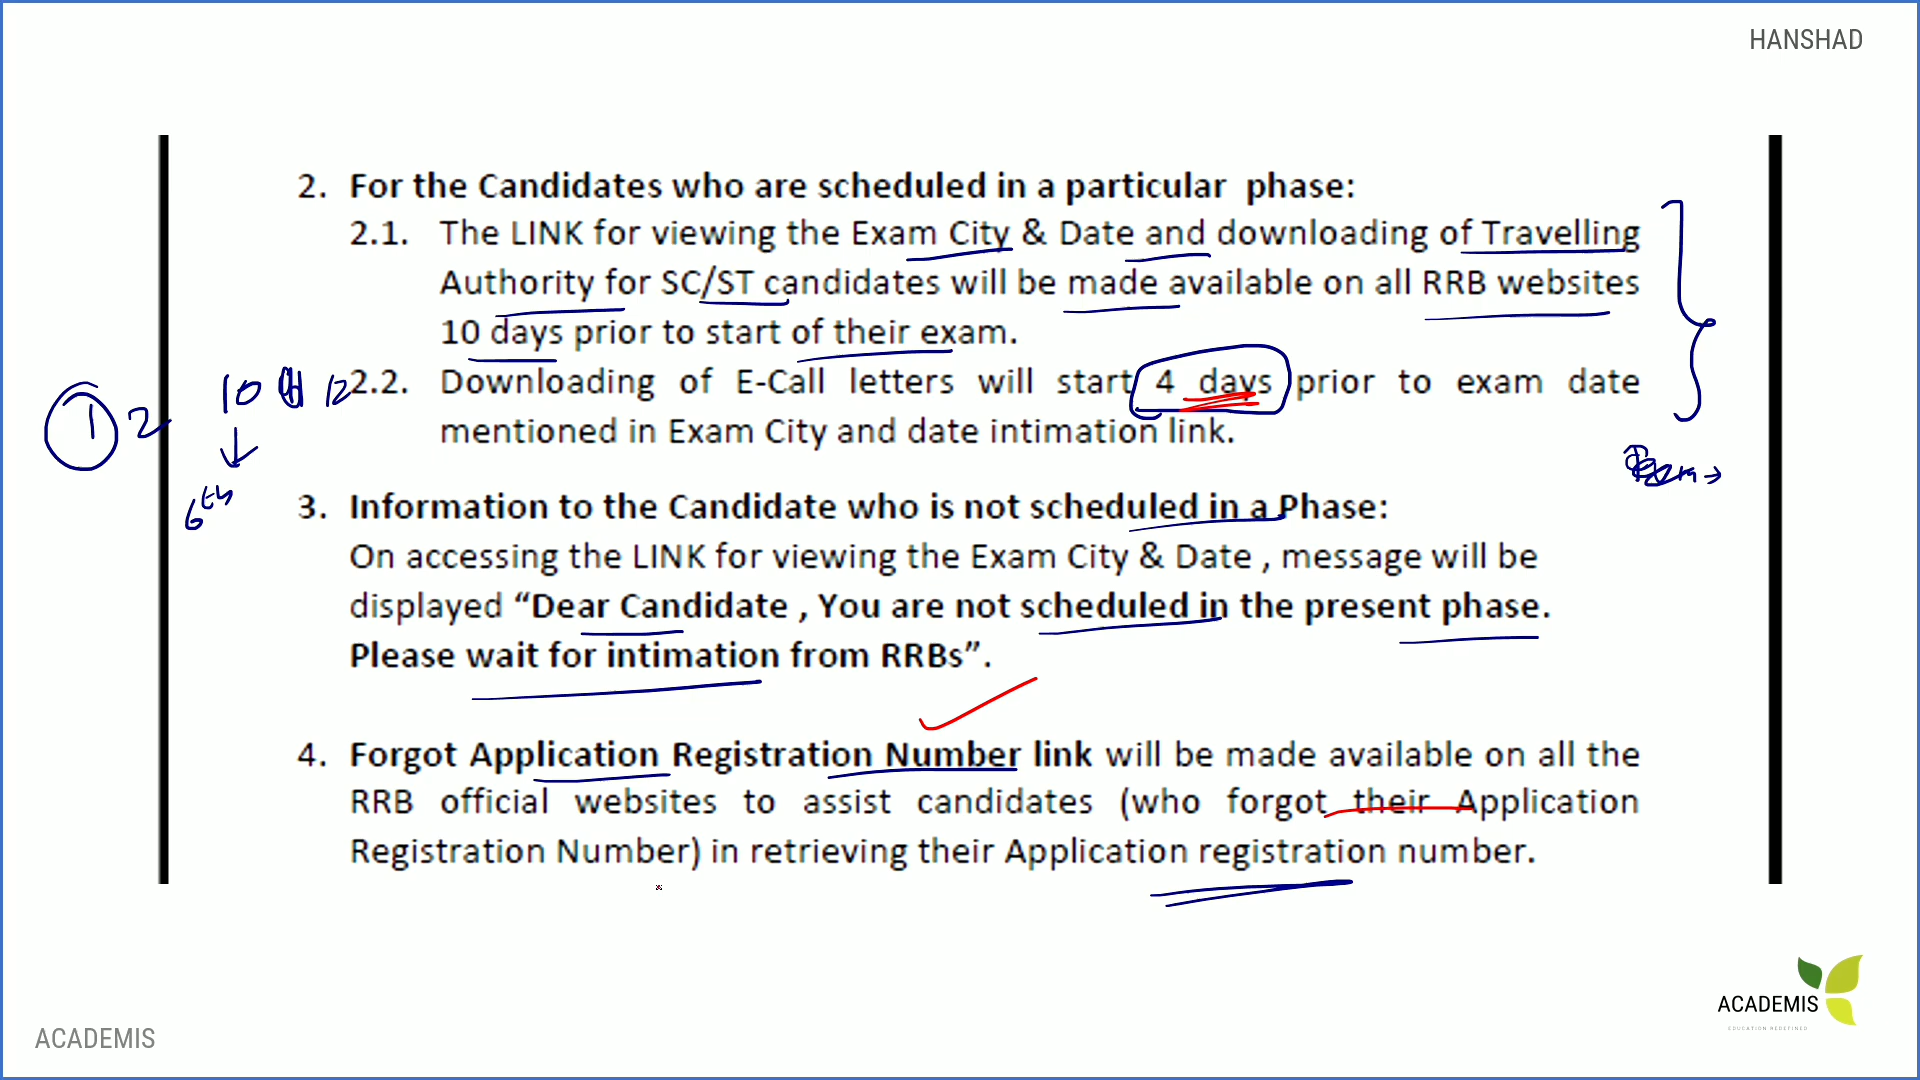 HANSHAD
2. For the Candidates who are scheduled in a particular phase:
2.1. The LINK for viewing the Exam City & Date and downloading of Travelling
Authority for SC/ST candidates will be made available on all RRB websites
10 days prior to start of their exam.
2.2. Downloading of E-Call letters will start 4 days prior to exam date
mentioned in Exam City and date intimation link.
1 2
10 12
6th
3. Information to the Candidate who is not scheduled in a Phase:
On accessing the LINK for viewing the Exam City & Date , message will be
displayed “Dear Candidate , You are not scheduled in the present phase.
Please wait for intimation from RRBs”.
4. Forgot Application Registration Number link will be made available on all the
RRB official websites to assist candidates (who forgot their Application
Registration Number) in retrieving their Application registration number.
ACADEMIS
EDUCATION REDEFINED
ACADEMIS